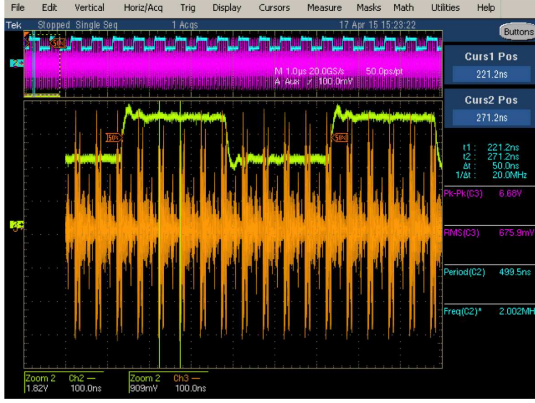 File Edit Vertical Horiz/Acq Trig Display Cursors Measure Masks Math Utilities Help
Tek Stopped Single Seq 1 Acqs 17 Apr 15 15:23:22
Buttons
Curs1 Pos
221.2ns
Curs2 Pos
271.2ns
M 1.0µs 20.0GS/s 50.0ps/pt
A Aux 100.0mV
t1 : 221.2ns
t2 : 271.2ns
Δt : 50.0ns
1/Δt : 20.0MHz
Pk-Pk(C3) 6.68V
RMS(C3) 675.9mV
Period(C2) 499.5ns
Freq(C2)* 2.002MH
Zoom 2 Ch2 Zoom 2 Ch3
1.82V 100.0ns 909mV 100.0ns